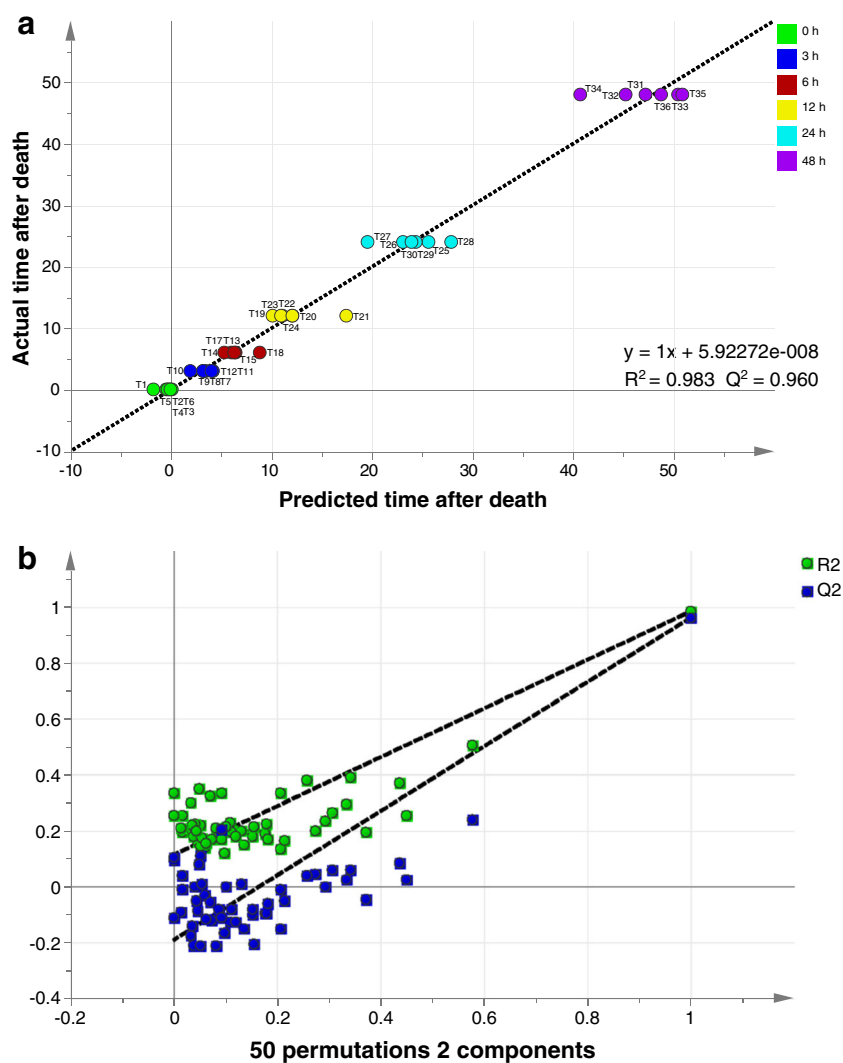 a
0 h
3 h
6 h
12 h
24 h
48 h
Actual time after death
50
40
30
20
10
0
-10
T34
T32
T31
T36
T33
T35
T27
T26
T30
T29
T25
T28
T23
T22
T19
T20
T24
T21
T17
T13
T14
T15
T18
T10
T12
T11
T9
T8
T7
T1
T5
T2
T6
T4
T3
y = 1x + 5.92272e-008
R² = 0.983 Q² = 0.960
-10 0 10 20 30 40 50
Predicted time after death
b
R2
Q2
1
0.8
0.6
0.4
0.2
0
-0.2
-0.4
-0.2 0 0.2 0.4 0.6 0.8 1
50 permutations 2 components